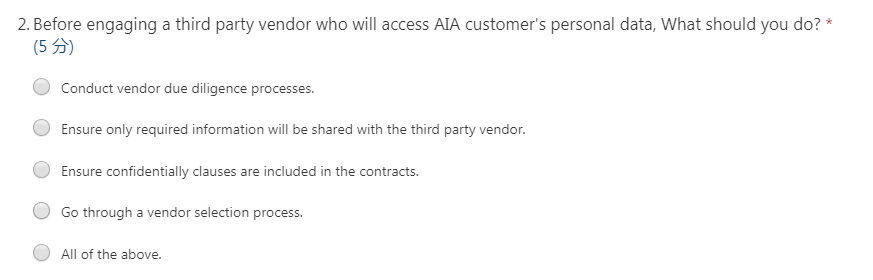 2. Before engaging a third party vendor who will access AIA customer's personal data, What should you do? *
(5 分)
Conduct vendor due diligence processes.
Ensure only required information will be shared with the third party vendor.
Ensure confidentially clauses are included in the contracts.
Go through a vendor selection process.
All of the above.